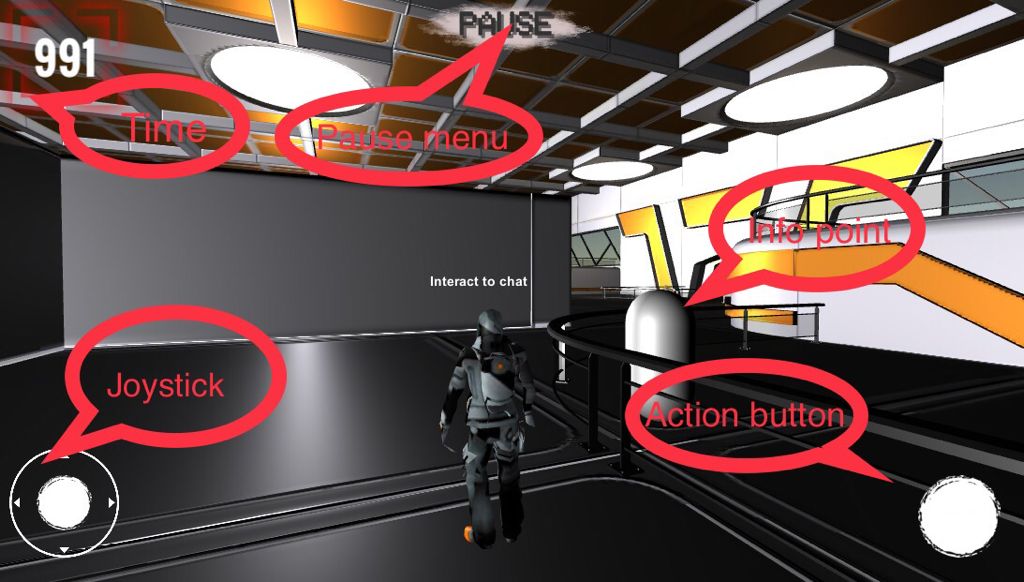 PAUSE
991
Time
Pause menu
Info point
Interact to chat
Joystick
Action button